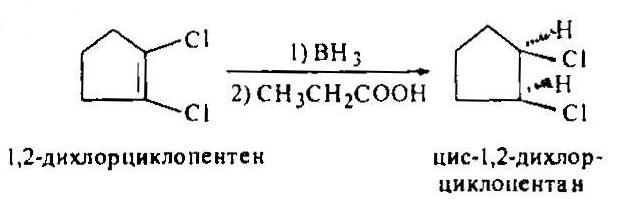 Cl
Cl
1) BH₃
2) CH₃CH₂COOH
H
Cl
H
Cl
1,2-дихлорциклопентен
цис-1,2-дихлор-
циклопентан